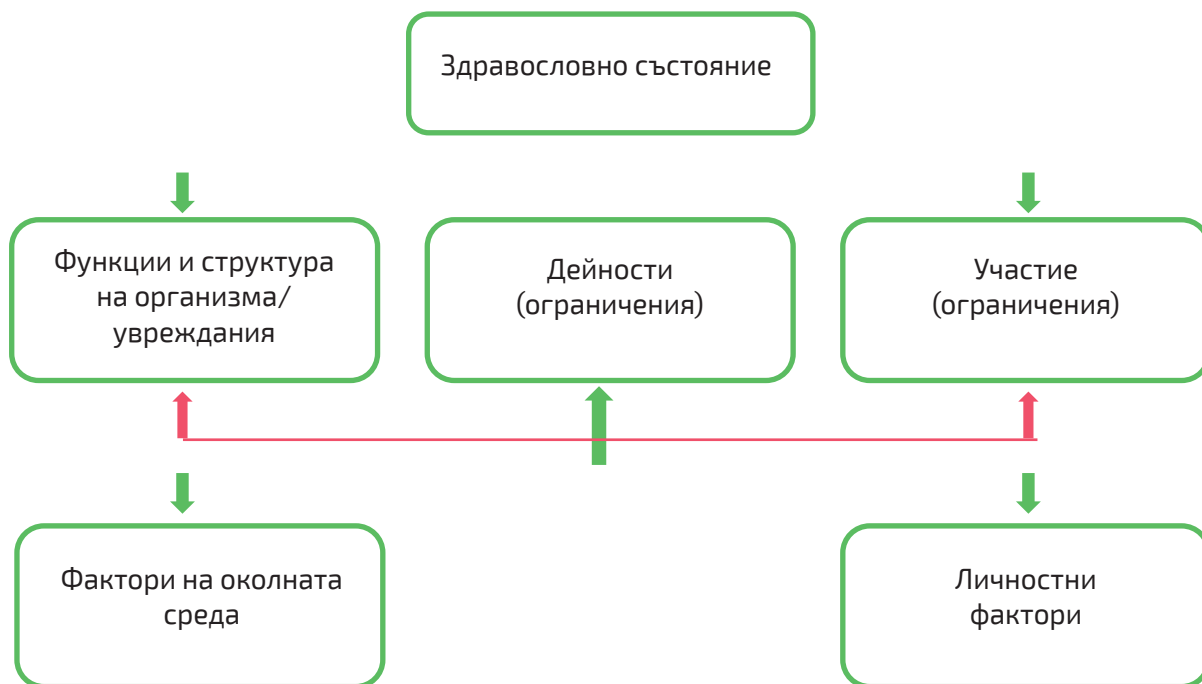 Здравословно състояние
Функции и структура
на организма/
увреждания
Дейности
(ограничения)
Участие
(ограничения)
Фактори на околната
среда
Личностни
фактори